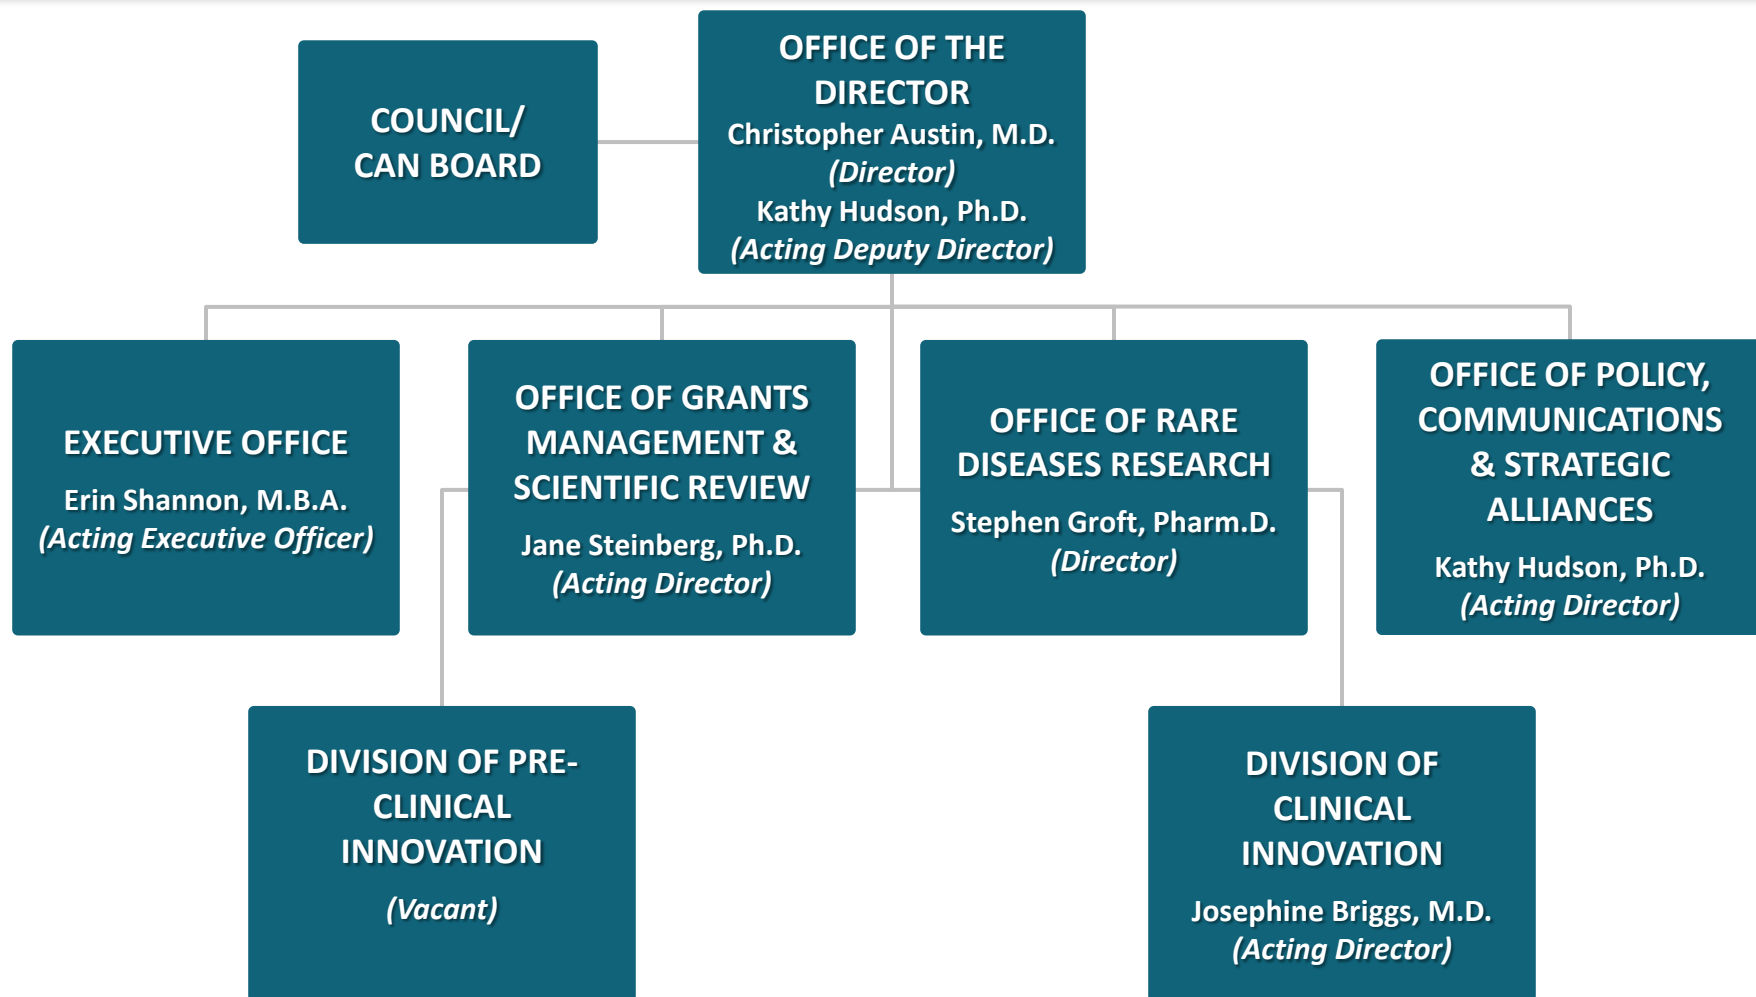 COUNCIL/
CAN BOARD
OFFICE OF THE
DIRECTOR
Christopher Austin, M.D.
(Director)
Kathy Hudson, Ph.D.
(Acting Deputy Director)
EXECUTIVE OFFICE
Erin Shannon, M.B.A.
(Acting Executive Officer)
OFFICE OF GRANTS
MANAGEMENT &
SCIENTIFIC REVIEW
Jane Steinberg, Ph.D.
(Acting Director)
OFFICE OF RARE
DISEASES RESEARCH
Stephen Groft, Pharm.D.
(Director)
OFFICE OF POLICY,
COMMUNICATIONS
& STRATEGIC
ALLIANCES
Kathy Hudson, Ph.D.
(Acting Director)
DIVISION OF PRE-
CLINICAL
INNOVATION
(Vacant)
DIVISION OF
CLINICAL
INNOVATION
Josephine Briggs, M.D.
(Acting Director)